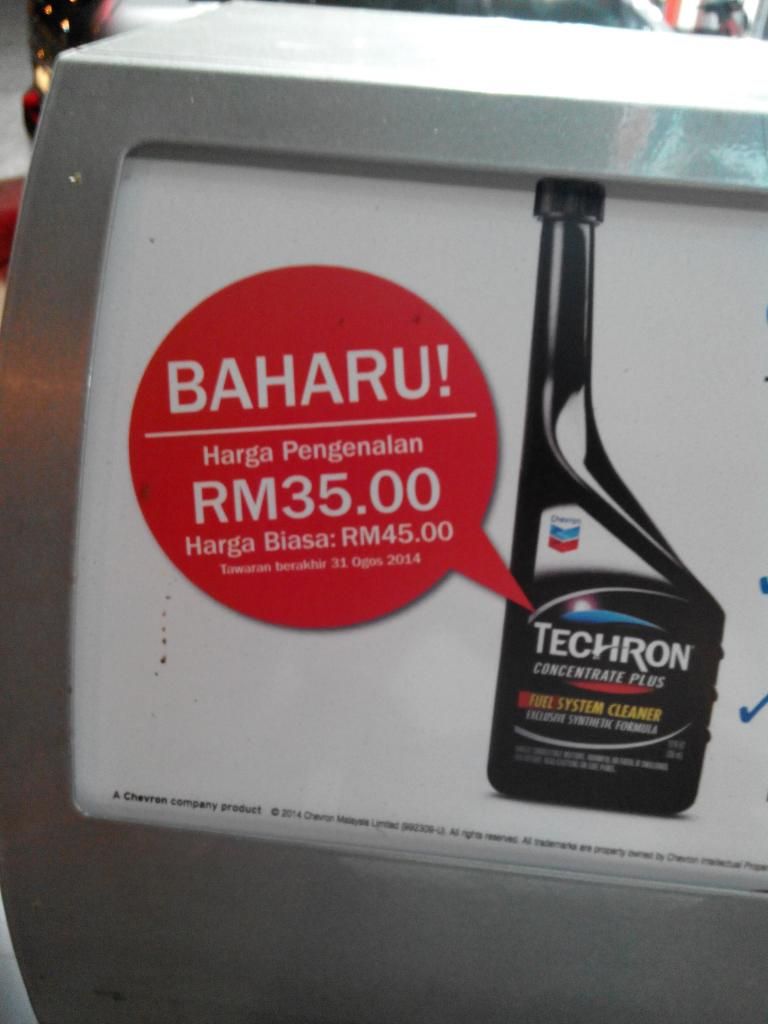 BAHARU!
Harga Pengenalan
RM35.00
Harga Biasa: RM45.00
Tawaran berakhir 31 Ogos 2014
Chevron
TECHRON
CONCENTRATE PLUS
FUEL SYSTEM CLEANER
EXCLUSIVE SYNTHETIC FORMULA
A Chevron company product © 2014 Chevron Malaysia Limited (992309-U). All rights reserved. All trademarks are property owned by Chevron Intellectual